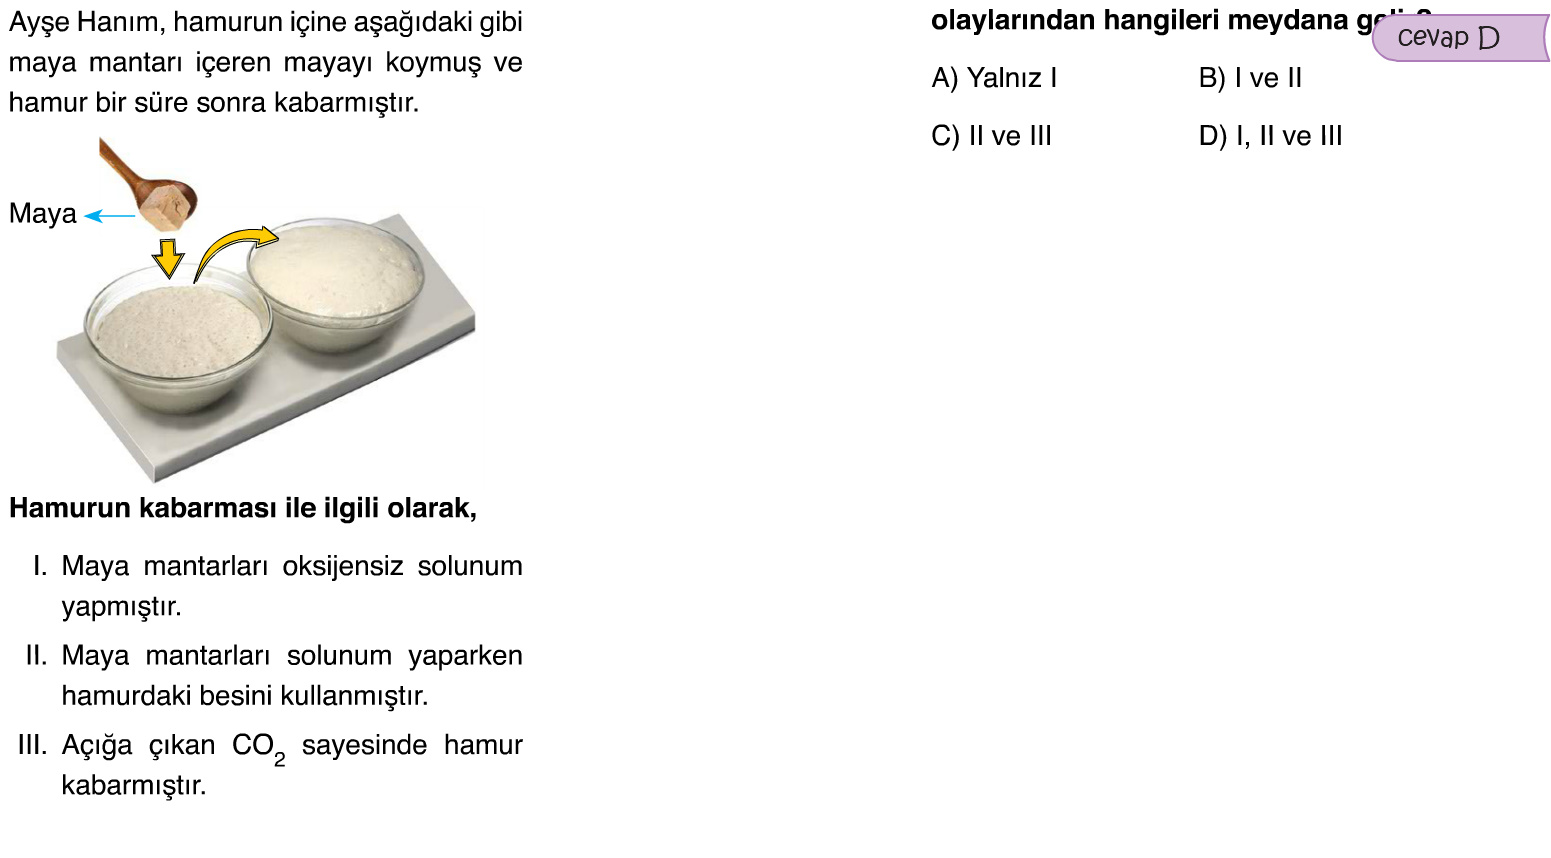 Ayşe Hanım, hamurun içine aşağıdaki gibi
maya mantarı içeren mayayı koymuş ve
hamur bir süre sonra kabarmıştır.
Maya
Hamurun kabarması ile ilgili olarak,
I. Maya mantarları oksijensiz solunum
yapmıştır.
II. Maya mantarları solunum yaparken
hamurdaki besini kullanmıştır.
III. Açığa çıkan CO₂ sayesinde hamur
kabarmıştır.
olaylarından hangileri meydana
cevap D
A) Yalnız I B) I ve II
C) II ve III D) I, II ve III